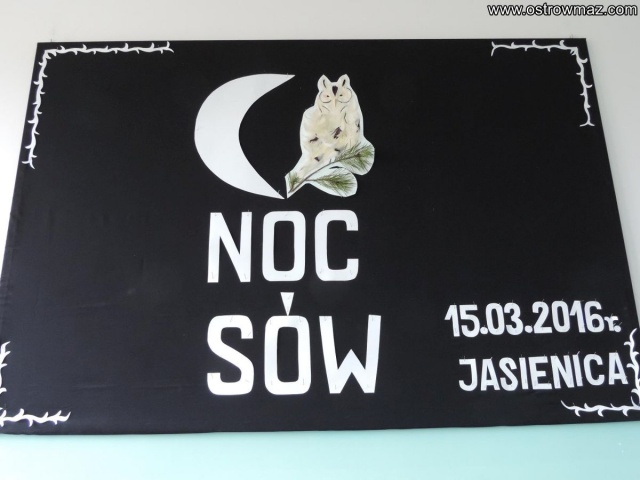 www.ostrowmaz.com
NOC
SÓW
15.03.2016r.
JASIENICA